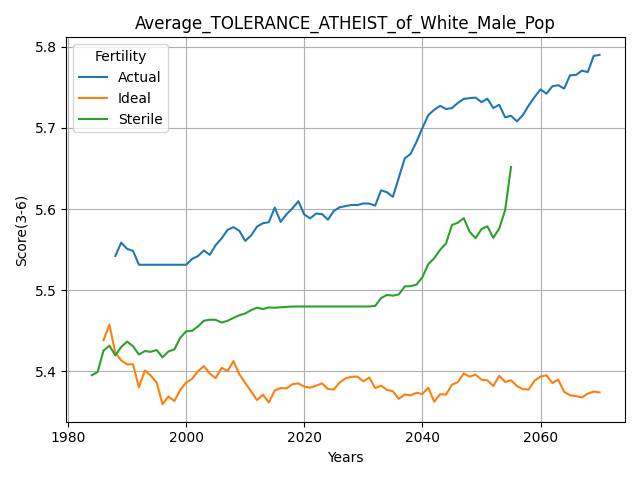 Average_TOLERANCE_ATHEIST_of_White_Male_Pop
Fertility
Actual
Ideal
Sterile
Score(3-6)
5.8
5.7
5.6
5.5
5.4
1980
2000
2020
2040
2060
Years